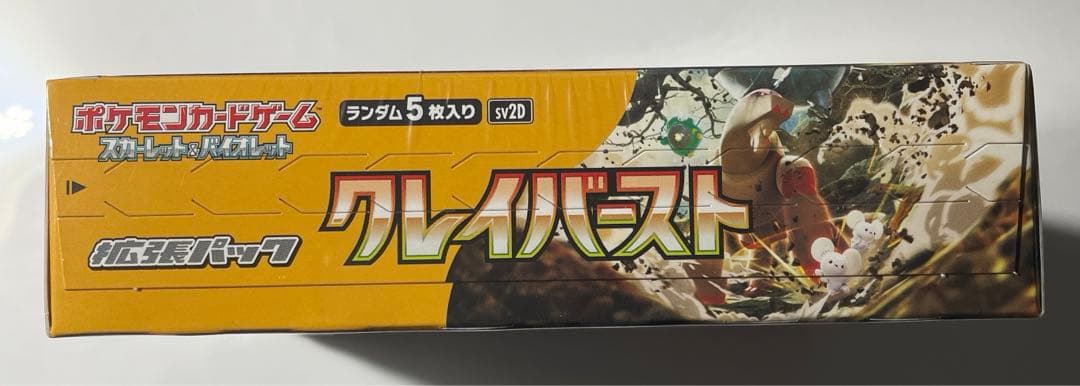 ポケモンカードゲーム™
スカーレット&バイオレット
ランダム5枚入り
sv2D
クレイバースト
拡張パック